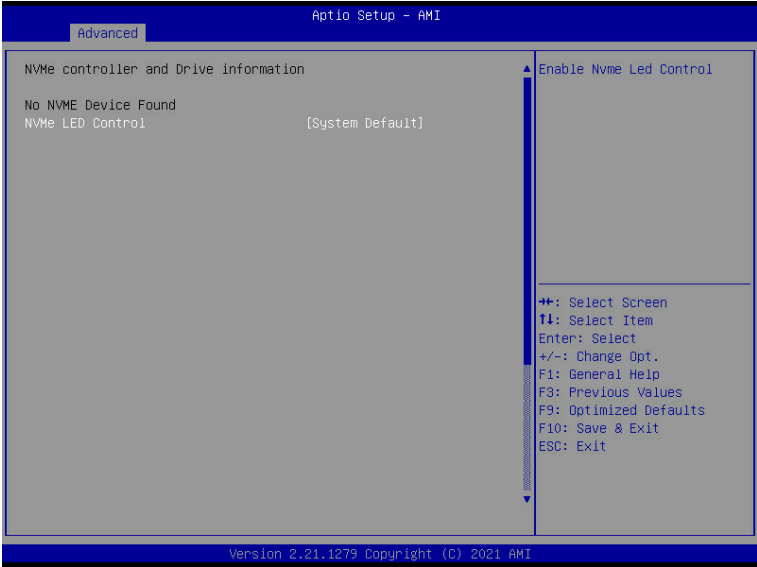 Aptio Setup – AMI
Advanced
NVMe controller and Drive information
No NVME Device Found
NVMe LED Control [System Default]
Enable Nvme Led Control
→←: Select Screen
↑↓: Select Item
Enter: Select
+/-: Change Opt.
F1: General Help
F3: Previous Values
F9: Optimized Defaults
F10: Save & Exit
ESC: Exit
Version 2.21.1279 Copyright (C) 2021 AMI